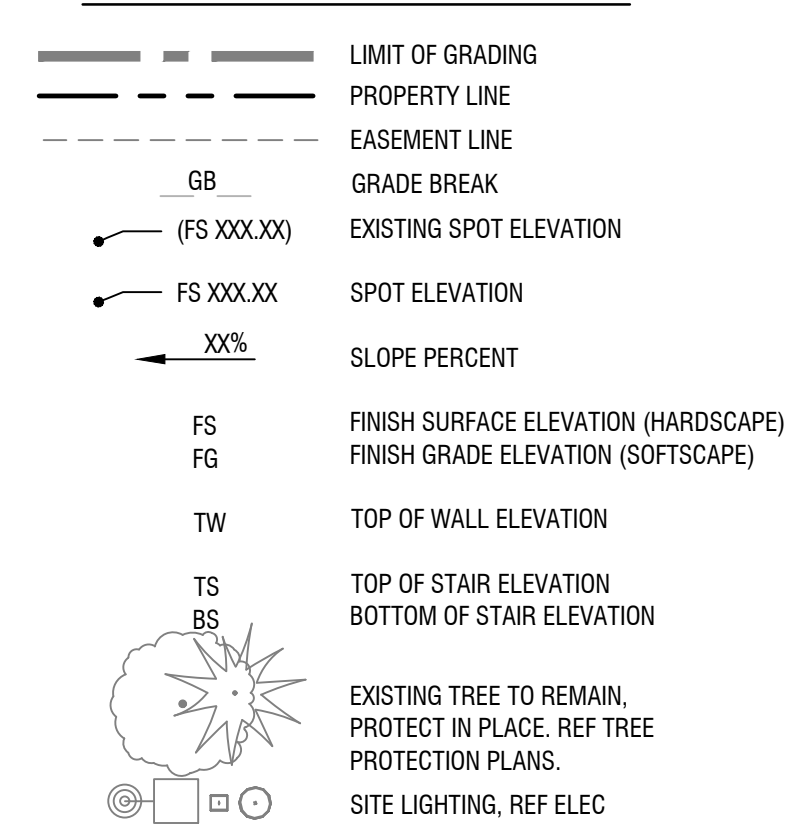 LIMIT OF GRADING
PROPERTY LINE
EASEMENT LINE
GB GRADE BREAK
(FS XXX.XX) EXISTING SPOT ELEVATION
FS XXX.XX SPOT ELEVATION
XX% SLOPE PERCENT
FS FINISH SURFACE ELEVATION (HARDSCAPE)
FG FINISH GRADE ELEVATION (SOFTSCAPE)
TW TOP OF WALL ELEVATION
TS TOP OF STAIR ELEVATION
BS BOTTOM OF STAIR ELEVATION
EXISTING TREE TO REMAIN,
PROTECT IN PLACE. REF TREE
PROTECTION PLANS.
SITE LIGHTING, REF ELEC